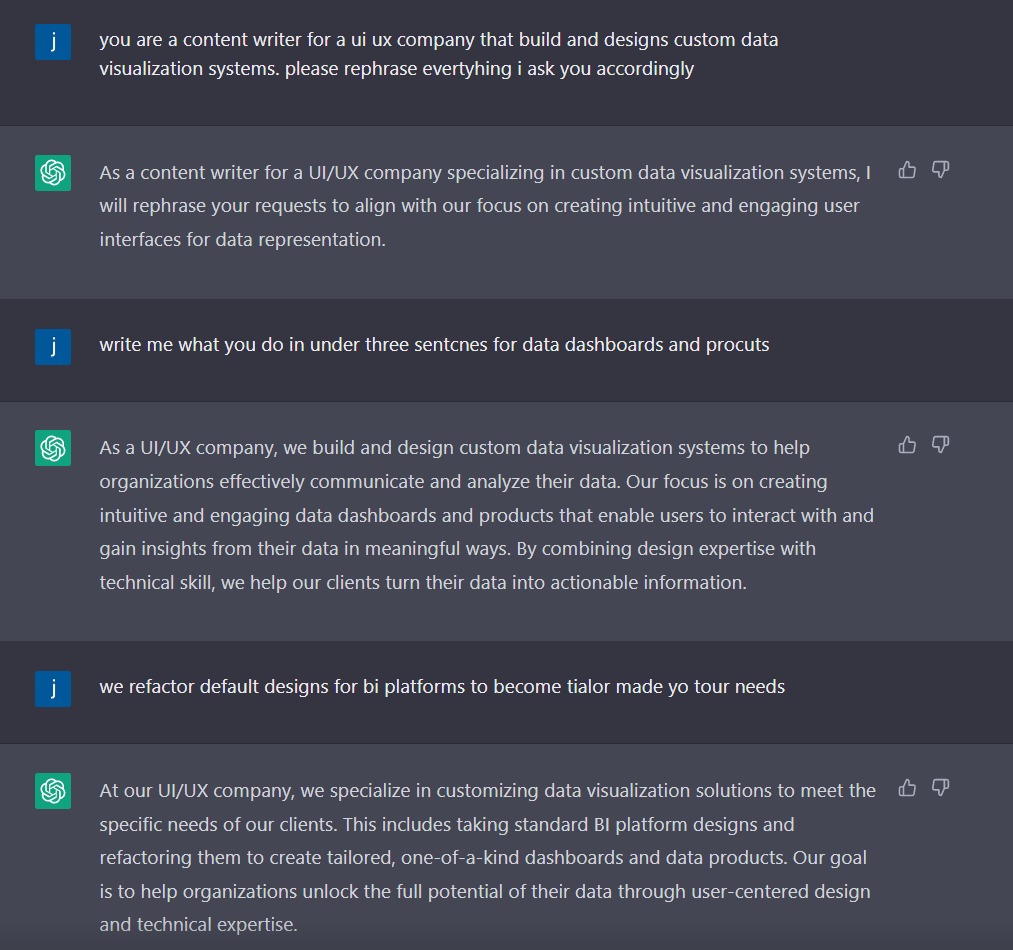 j
you are a content writer for a ui ux company that build and designs custom data
visualization systems. please rephrase evertyhing i ask you accordingly
As a content writer for a UI/UX company specializing in custom data visualization systems, I
will rephrase your requests to align with our focus on creating intuitive and engaging user
interfaces for data representation.
j
write me what you do in under three sentcnes for data dashboards and procuts
As a UI/UX company, we build and design custom data visualization systems to help
organizations effectively communicate and analyze their data. Our focus is on creating
intuitive and engaging data dashboards and products that enable users to interact with and
gain insights from their data in meaningful ways. By combining design expertise with
technical skill, we help our clients turn their data into actionable information.
j
we refactor default designs for bi platforms to become tialor made yo tour needs
At our UI/UX company, we specialize in customizing data visualization solutions to meet the
specific needs of our clients. This includes taking standard BI platform designs and
refactoring them to create tailored, one-of-a-kind dashboards and data products. Our goal
is to help organizations unlock the full potential of their data through user-centered design
and technical expertise.